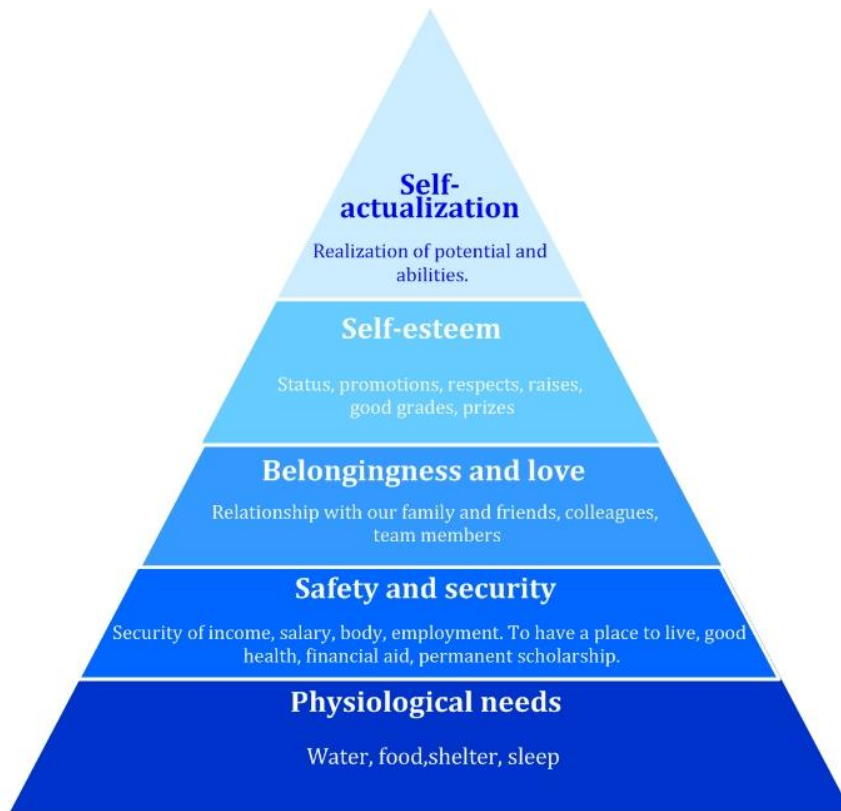 Self-
actualization
Realization of potential and
abilities.
Self-esteem
Status, promotions, respects, raises,
good grades, prizes
Belongingness and love
Relationship with our family and friends, colleagues,
team members
Safety and security
Security of income, salary, body, employment. To have a place to live, good
health, financial aid, permanent scholarship.
Physiological needs
Water, food,shelter, sleep